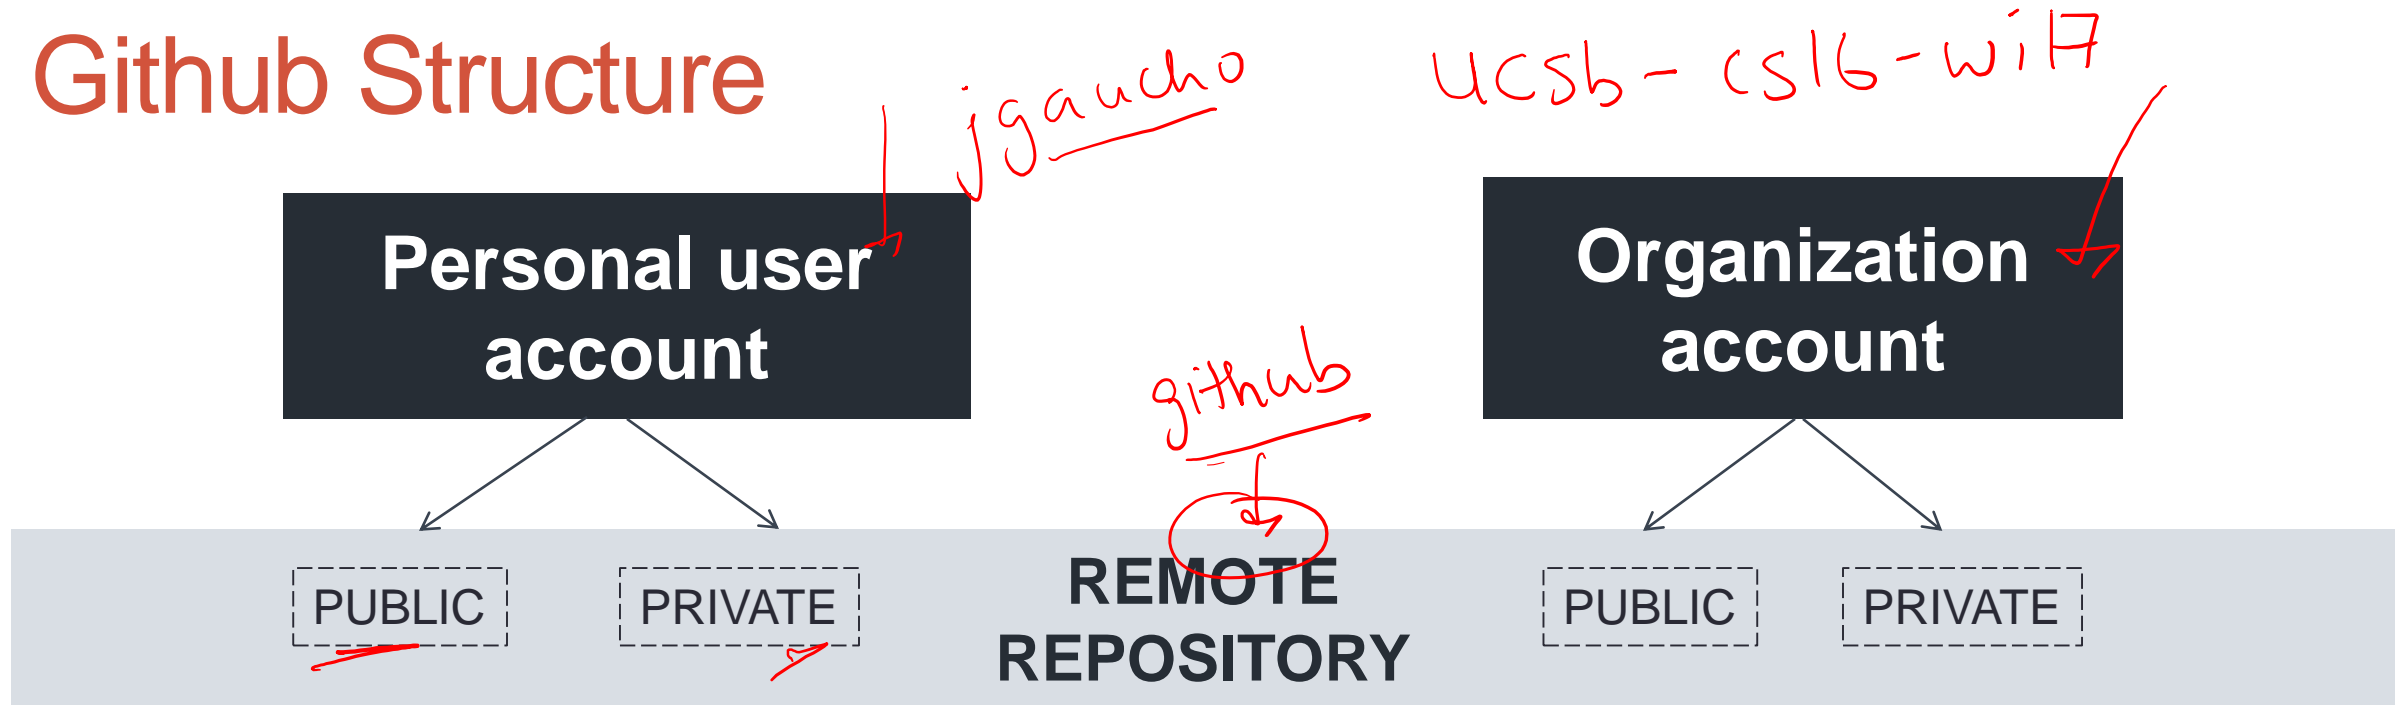 Github Structure
jgaucho
ucsb-cs16-wi17
Personal user
account
Organization
account
github
PUBLIC
PRIVATE
REMOTE
REPOSITORY
PUBLIC
PRIVATE